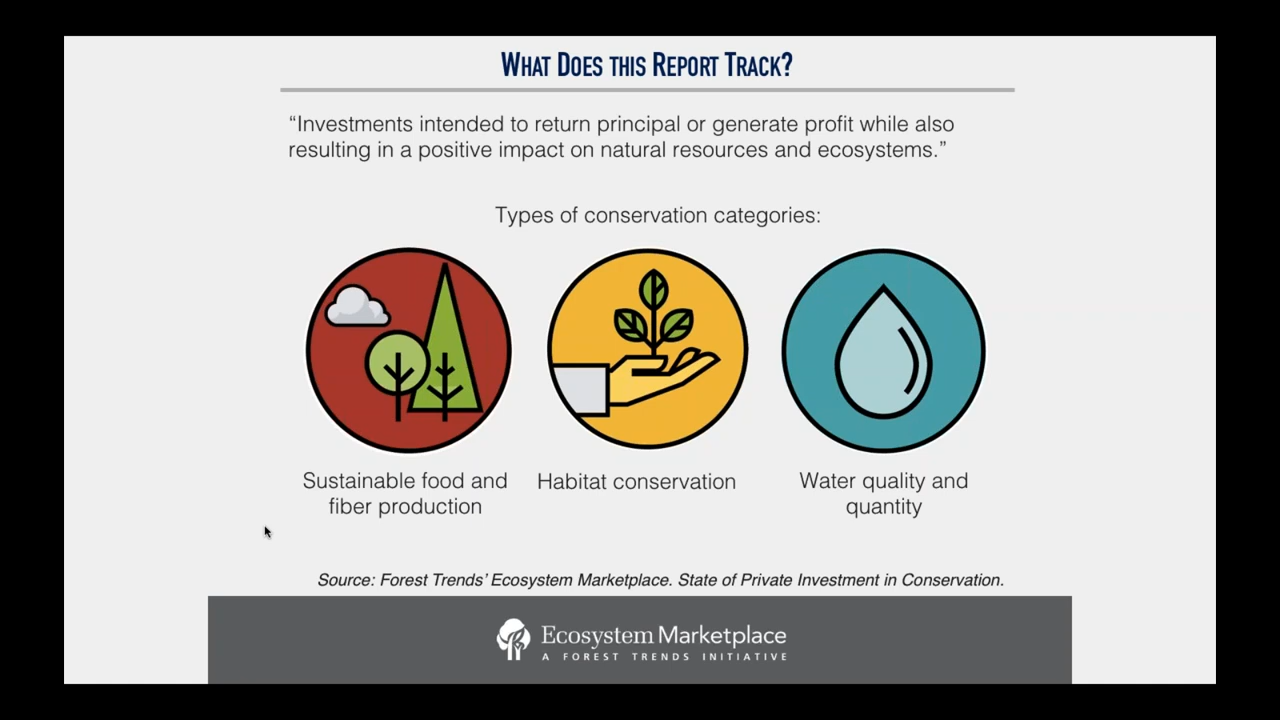 WHAT DOES THIS REPORT TRACK?
“Investments intended to return principal or generate profit while also
resulting in a positive impact on natural resources and ecosystems.”
Types of conservation categories:
Sustainable food and
fiber production
Habitat conservation
Water quality and
quantity
Source: Forest Trends’ Ecosystem Marketplace. State of Private Investment in Conservation.
Ecosystem Marketplace
A FOREST TRENDS INITIATIVE